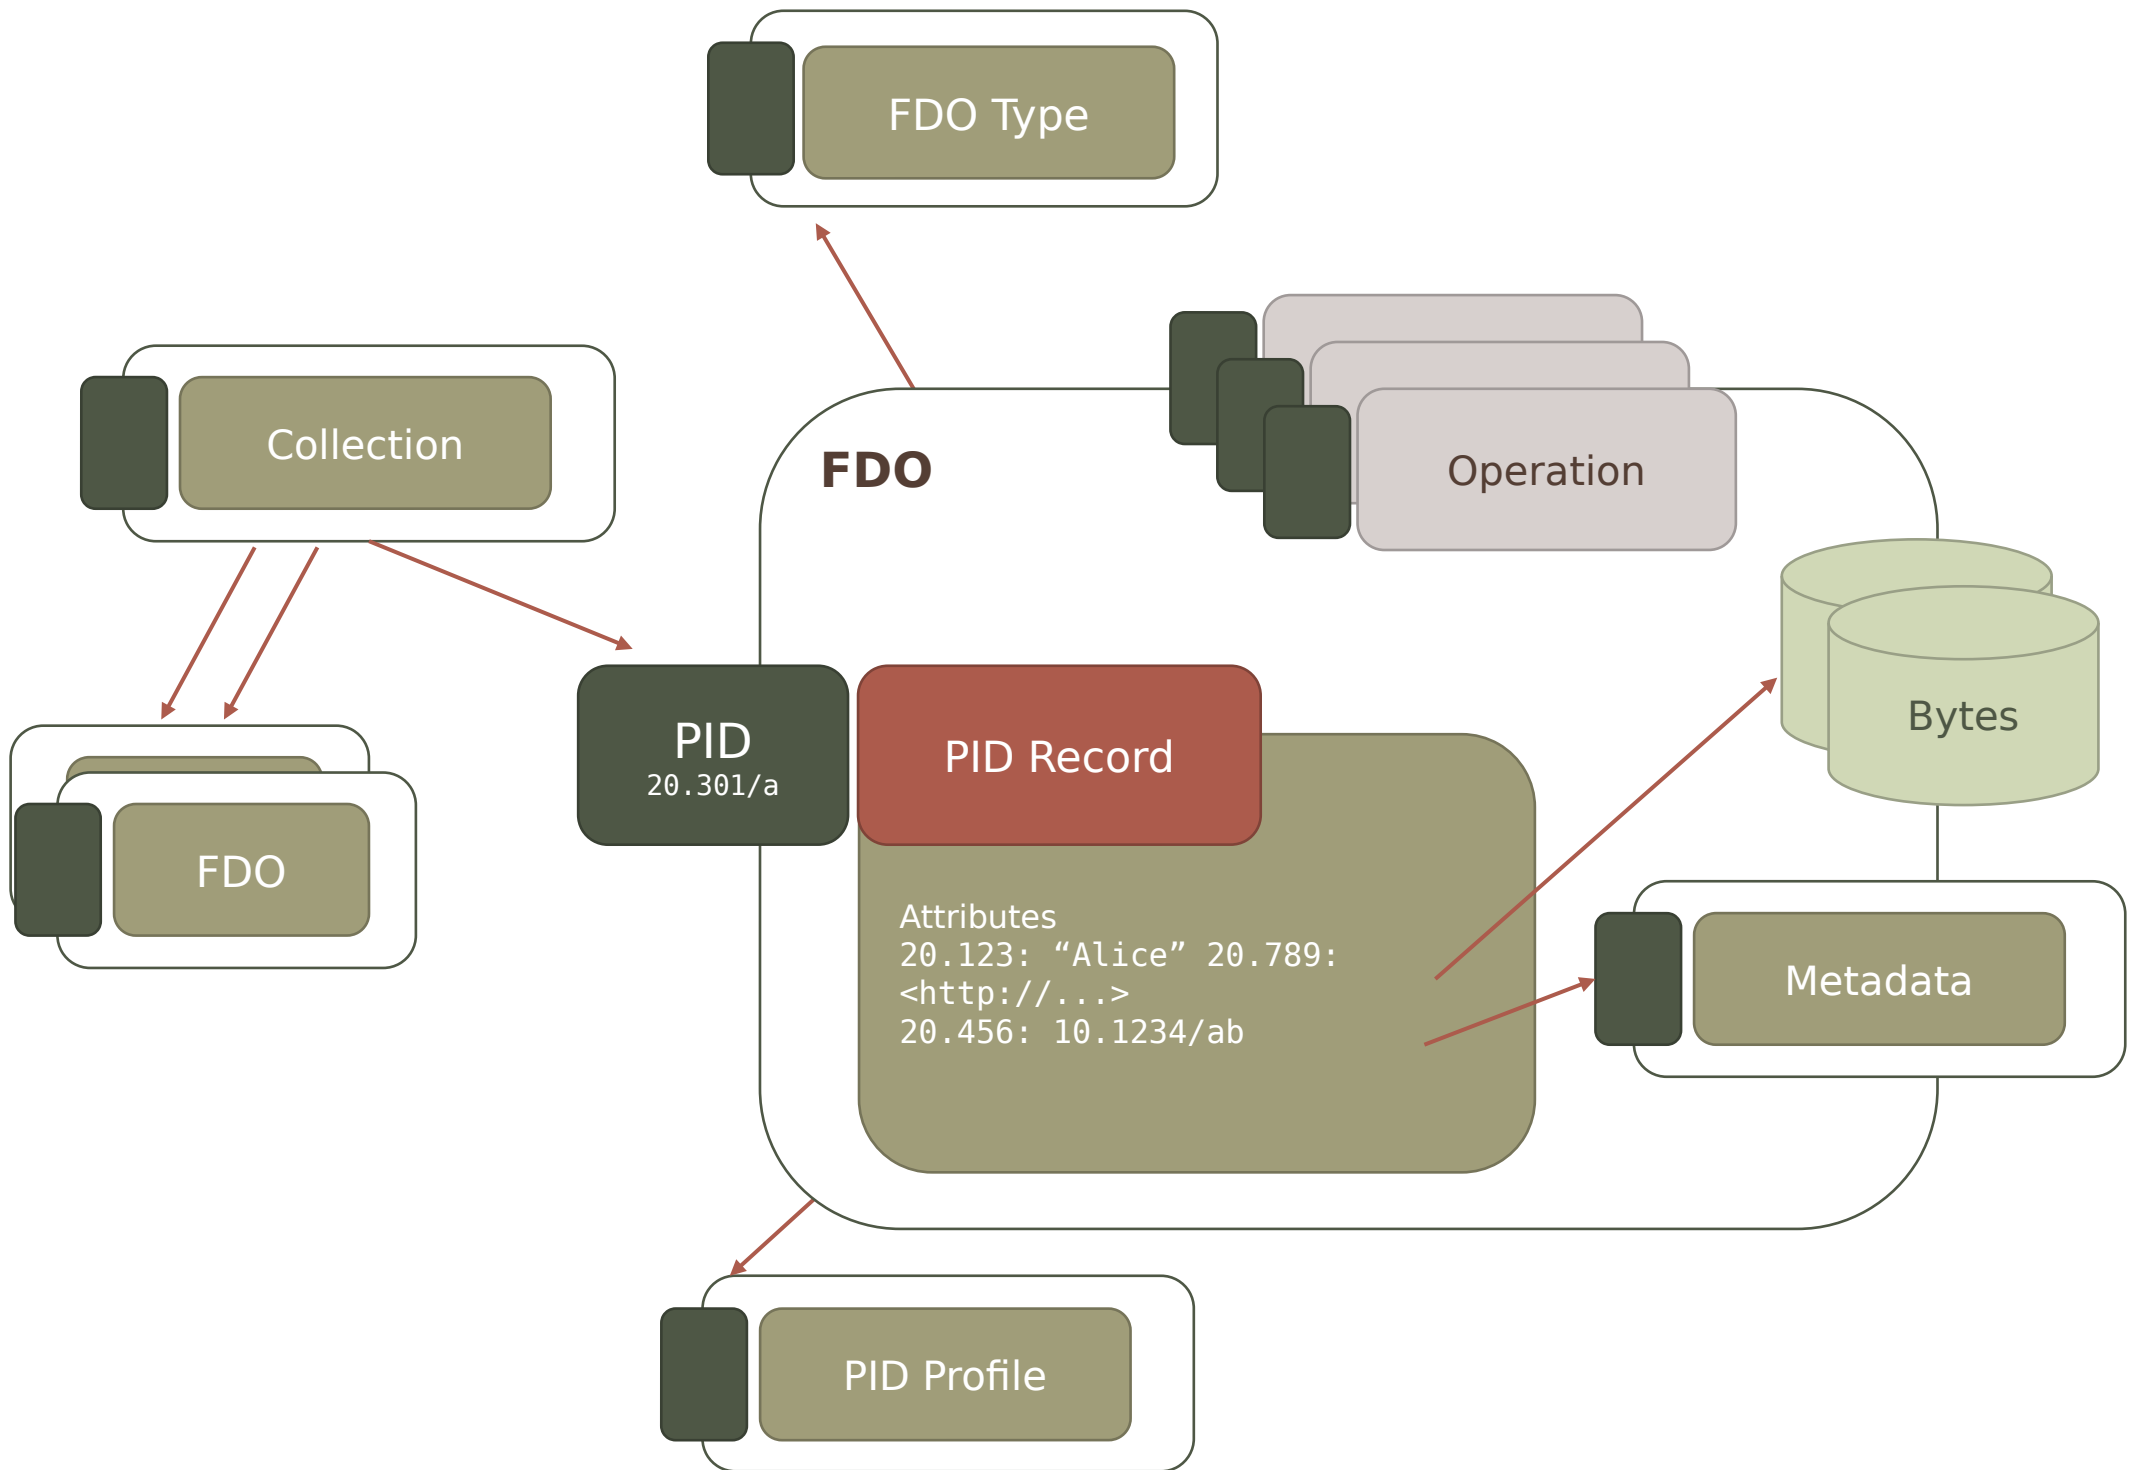 FDO Type
Collection
FDO
Operation
PID
20.301/a
PID Record
Bytes
FDO
Attributes
20.123: “Alice” 20.789:
<http://...>
20.456: 10.1234/ab
Metadata
PID Profile